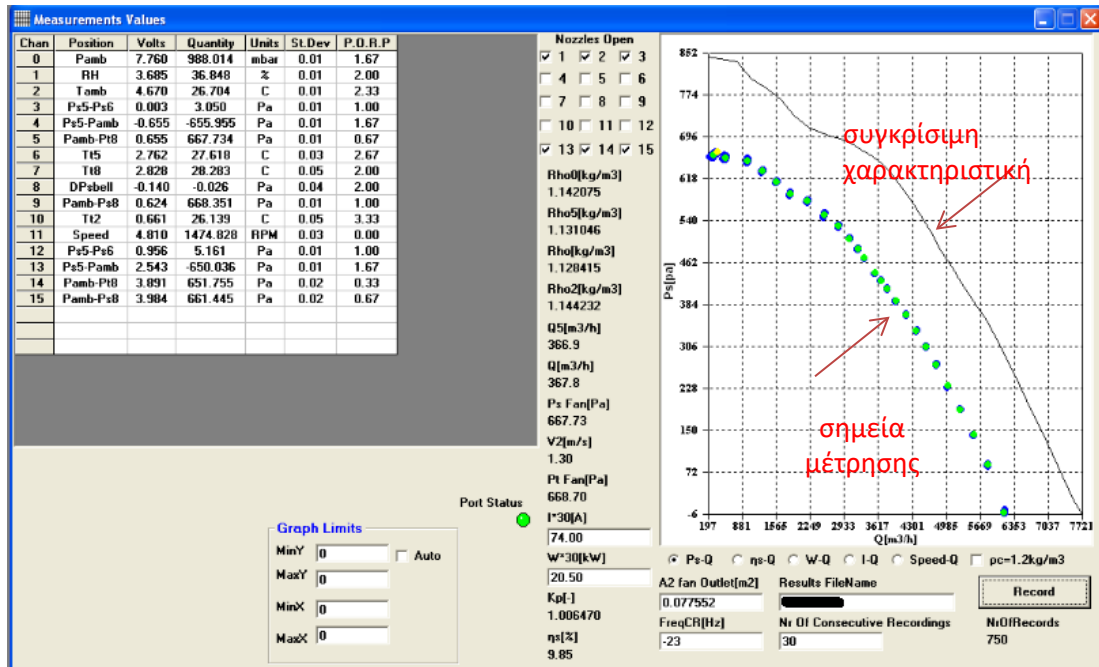 Measurements Values
Chan Position Volts Quantity Units St.Dev P.O.R.P
0 Pamb 7.760 988.014 mbar 0.01 1.67
1 RH 3.685 36.848 % 0.01 2.00
2 Tamb 4.670 26.704 C 0.01 2.33
3 Ps5-Ps6 0.003 3.050 Pa 0.01 1.00
4 Ps5-Pamb -0.655 -655.955 Pa 0.01 1.67
5 Pamb-Pt8 0.655 667.734 Pa 0.01 0.67
6 Tt5 2.762 27.618 C 0.03 2.67
7 Tt8 2.828 28.283 C 0.05 2.00
8 DPsbell -0.140 -0.026 Pa 0.04 2.00
9 Pamb-Ps8 0.624 668.351 Pa 0.01 1.00
10 Tt2 0.661 26.139 C 0.05 3.33
11 Speed 4.810 1474.828 RPM 0.03 0.00
12 Ps5-Ps6 0.956 5.161 Pa 0.01 1.00
13 Ps5-Pamb 2.543 -650.036 Pa 0.01 1.67
14 Pamb-Pt8 3.891 651.755 Pa 0.02 0.33
15 Pamb-Ps8 3.984 661.445 Pa 0.02 0.67
Nozzles Open
1 2 3
4 5 6
7 8 9
10 11 12
13 14 15
Rho0[kg/m3]
1.142075
Rho5[kg/m3]
1.131046
Rho[kg/m3]
1.128415
Rho2[kg/m3]
1.144232
Q5[m3/h]
366.9
Q[m3/h]
367.8
Ps Fan[Pa]
667.73
V2[m/s]
1.30
Pt Fan[Pa]
668.70
I*30[A]
74.00
W*30[kW]
20.50
Kp[-]
1.006470
ηs[%]
9.85
Port Status
Graph Limits
MinY 0
Auto
MaxY 0
MinX 0
MaxX 0
852
774
696
618
540
462
384
306
228
150
72
-6
Ps[pa]
συγκρίσιμη
χαρακτηριστική
σημεία
μέτρησης
197 881 1565 2249 2933 3617 4301 4985 5669 6353 7037 7721
Q[m3/h]
Ps-Q ηs-Q W-Q I-Q Speed-Q pc=1.2kg/m3
A2 fan Outlet[m2] Results FileName
0.077552
Record
FreqCR[Hz] Nr Of Consecutive Recordings NrOfRecords
-23 30 750